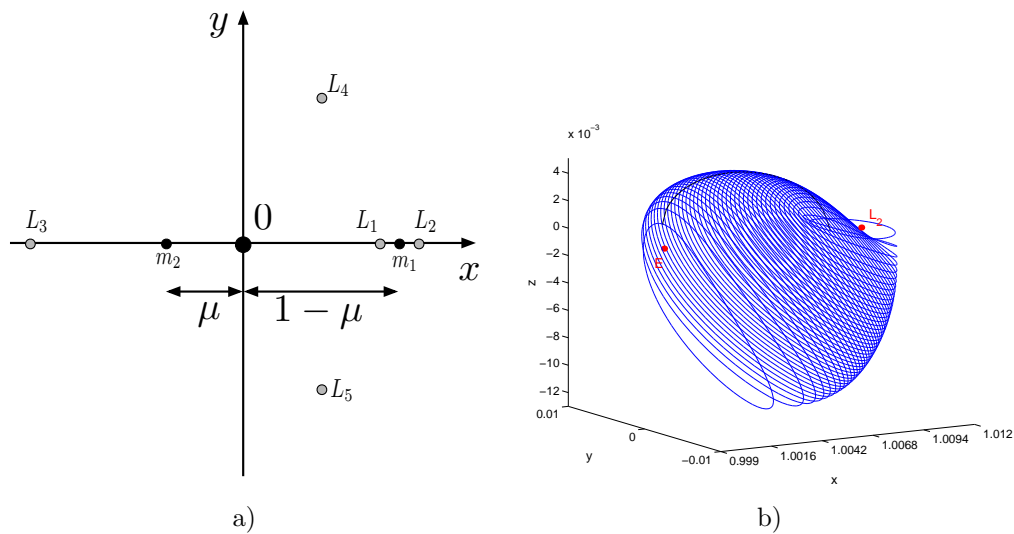 y
L4
0
L3
L1
L2
m2
m1
x
μ
1 − μ
L5
a)
x 10⁻³
4
2
0
−2
−4
−6
−8
−10
−12
z
L2
E
0.01
0
−0.01
y
0.999
1.0016
1.0042
1.0068
1.0094
1.012
x
b)